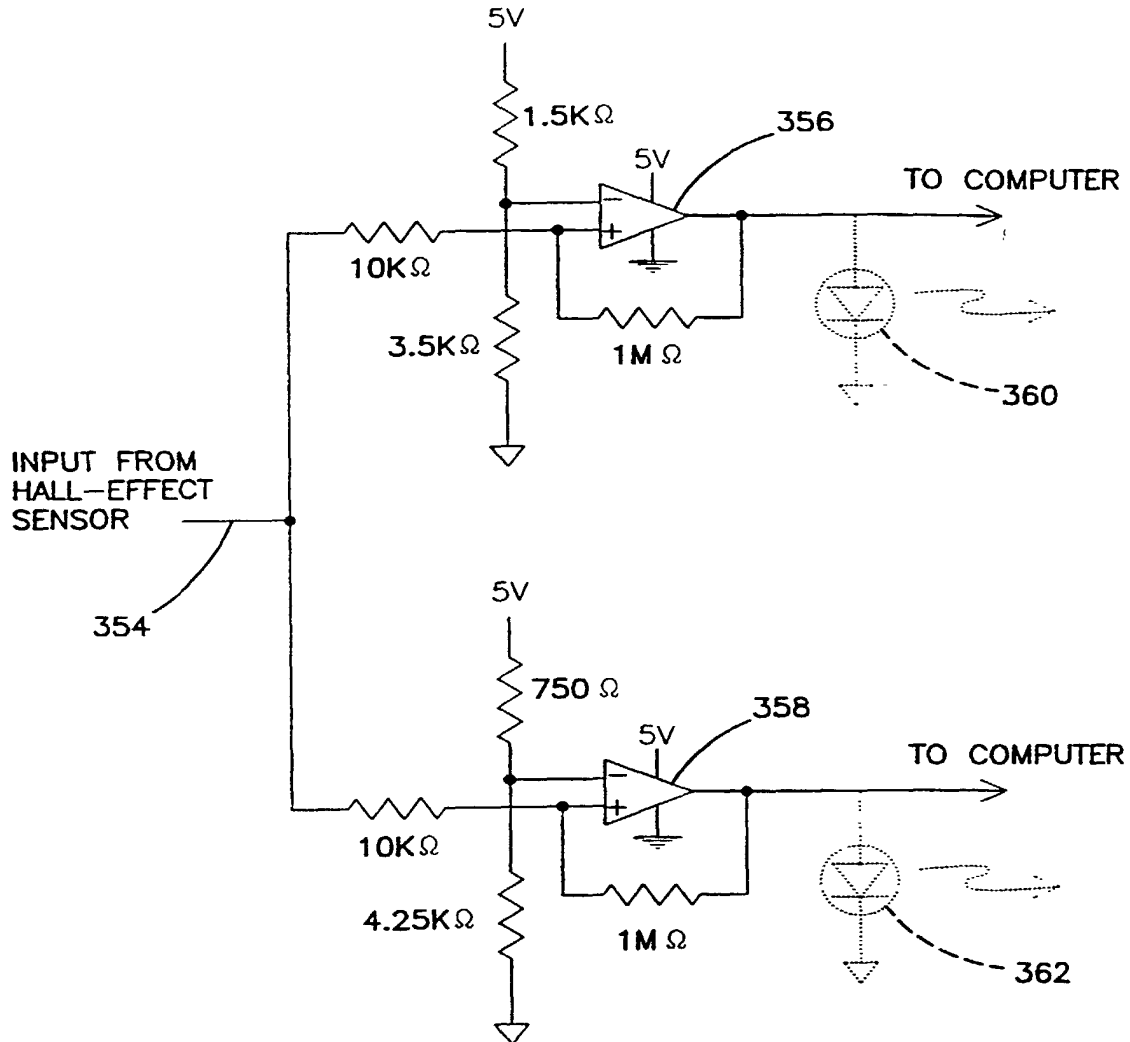 5V
1.5KΩ
356
5V
TO COMPUTER
−
+
10KΩ
3.5KΩ
1M Ω
360
INPUT FROM
HALL-EFFECT
SENSOR
354
5V
750 Ω
358
5V
TO COMPUTER
−
+
10KΩ
4.25KΩ
1M Ω
362